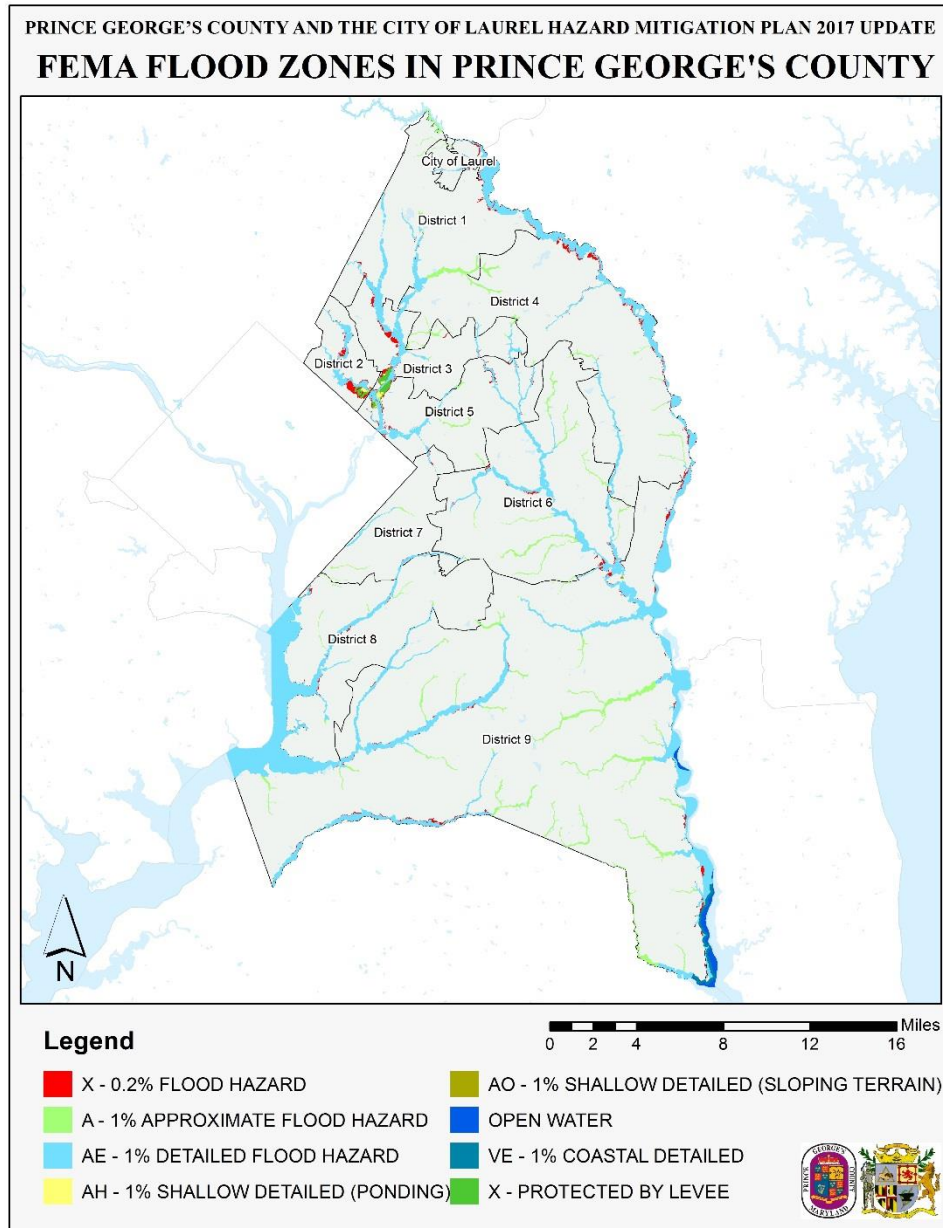 PRINCE GEORGE'S COUNTY AND THE CITY OF LAUREL HAZARD MITIGATION PLAN 2017 UPDATE
FEMA FLOOD ZONES IN PRINCE GEORGE'S COUNTY
City of Laurel
District 1
District 4
District 2
District 3
District 5
District 6
District 7
District 8
District 9
N
Legend
Miles
0 2 4 8 12 16
X - 0.2% FLOOD HAZARD
A - 1% APPROXIMATE FLOOD HAZARD
AE - 1% DETAILED FLOOD HAZARD
AH - 1% SHALLOW DETAILED (PONDING)
AO - 1% SHALLOW DETAILED (SLOPING TERRAIN)
OPEN WATER
VE - 1% COASTAL DETAILED
X - PROTECTED BY LEVEE
PRINCE GEORGE'S COUNTY
MARYLAND